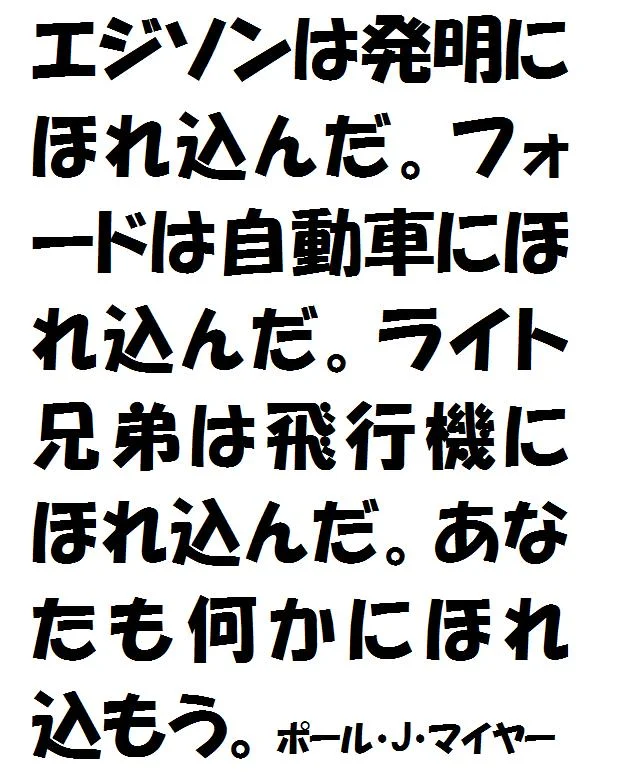 エジソンは発明に
ほれ込んだ。フォ
ードは自動車にほ
れ込んだ。ライト
兄弟は飛行機に
ほれ込んだ。あな
たも何かにほれ
込もう。ポール・J・マイヤー